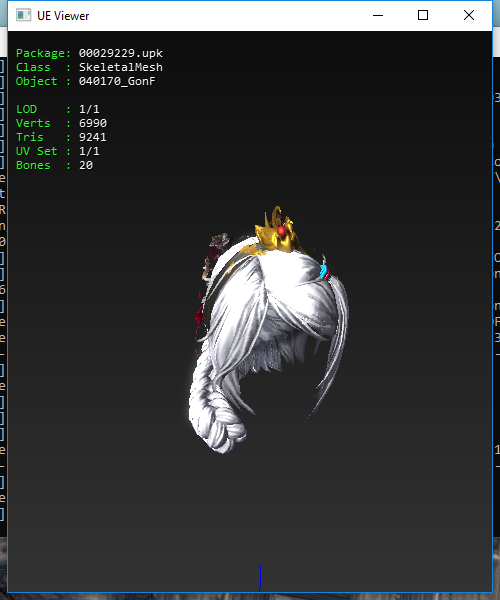 UE Viewer
Package: 00029229.upk
Class  : SkeletalMesh
Object : 040170_GonF
LOD    : 1/1
Verts  : 6990
Tris   : 9241
UV Set : 1/1
Bones  : 20